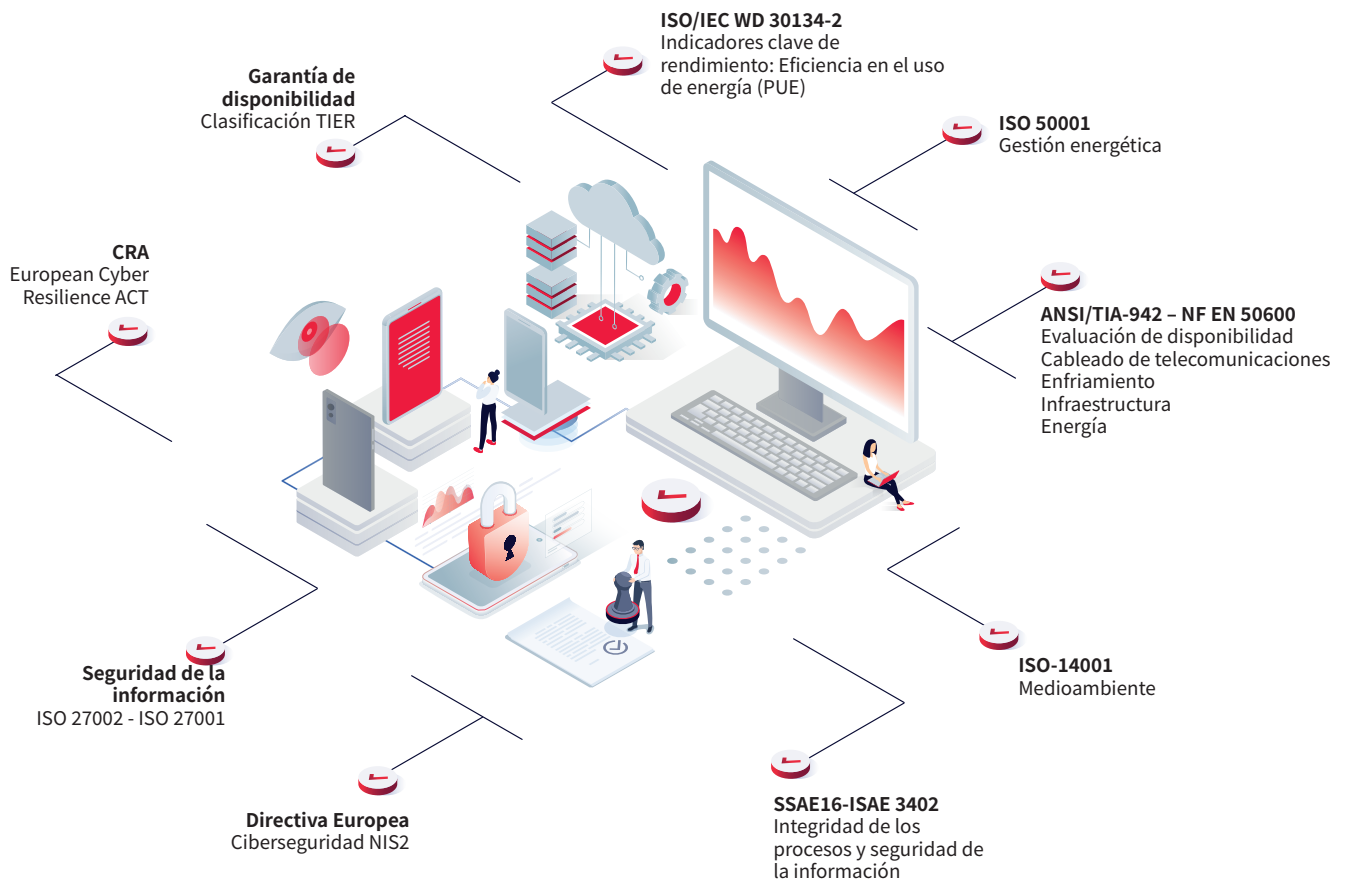 ISO/IEC WD 30134-2
Indicadores clave de
rendimiento: Eficiencia en el uso
de energía (PUE)
Garantía de
disponibilidad
Clasificación TIER
ISO 50001
Gestión energética
CRA
European Cyber
Resilience ACT
ANSI/TIA-942 – NF EN 50600
Evaluación de disponibilidad
Cableado de telecomunicaciones
Enfriamiento
Infraestructura
Energía
Seguridad de la
información
ISO 27002 - ISO 27001
ISO-14001
Medioambiente
Directiva Europea
Ciberseguridad NIS2
SSAE16-ISAE 3402
Integridad de los
procesos y seguridad de
la información